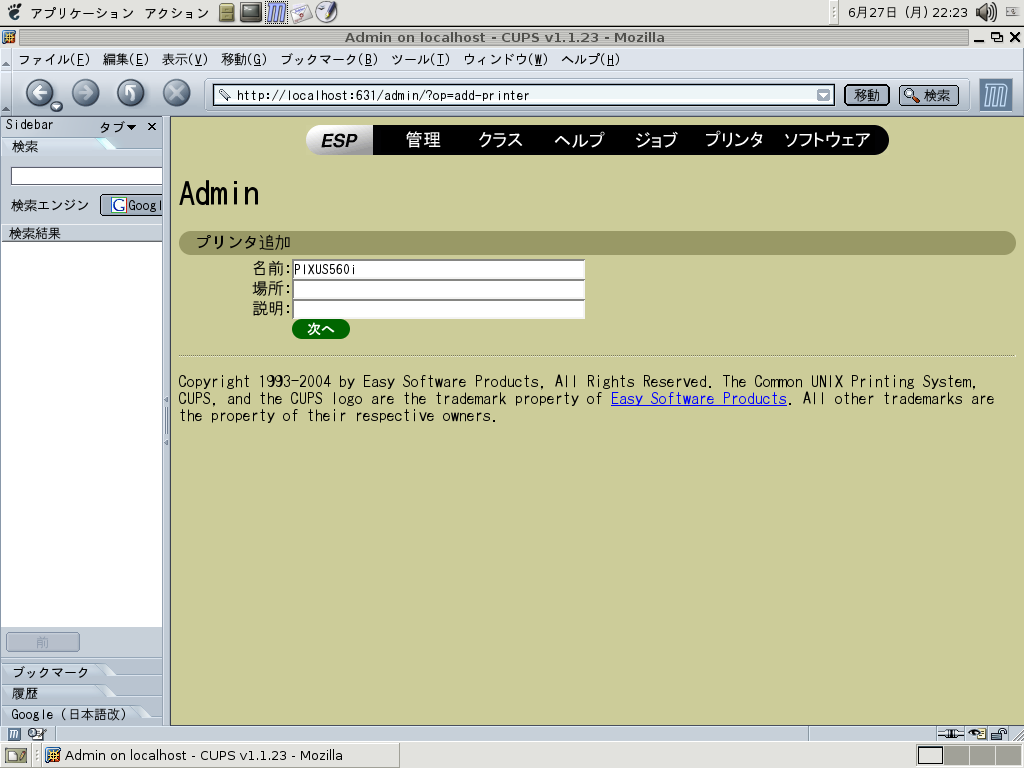 アプリケーション アクション 6月27日 (月) 22:23
Admin on localhost - CUPS v1.1.23 - Mozilla
ファイル(F) 編集(E) 表示(V) 移動(G) ブックマーク(B) ツール(T) ウィンドウ(W) ヘルプ(H)
http://localhost:631/admin/?op=add-printer 移動 検索
Sidebar タブ
検索
検索エンジン Googl
検索結果
前
ブックマーク
履歴
Google (日本語改)
ESP 管理 クラス ヘルプ ジョブ プリンタ ソフトウェア
Admin
プリンタ追加
名前: PIXUS560i
場所:
説明:
次へ
Copyright 1993-2004 by Easy Software Products, All Rights Reserved. The Common UNIX Printing System,
CUPS, and the CUPS logo are the trademark property of Easy Software Products. All other trademarks are
the property of their respective owners.
Admin on localhost - CUPS v1.1.23 - Mozilla